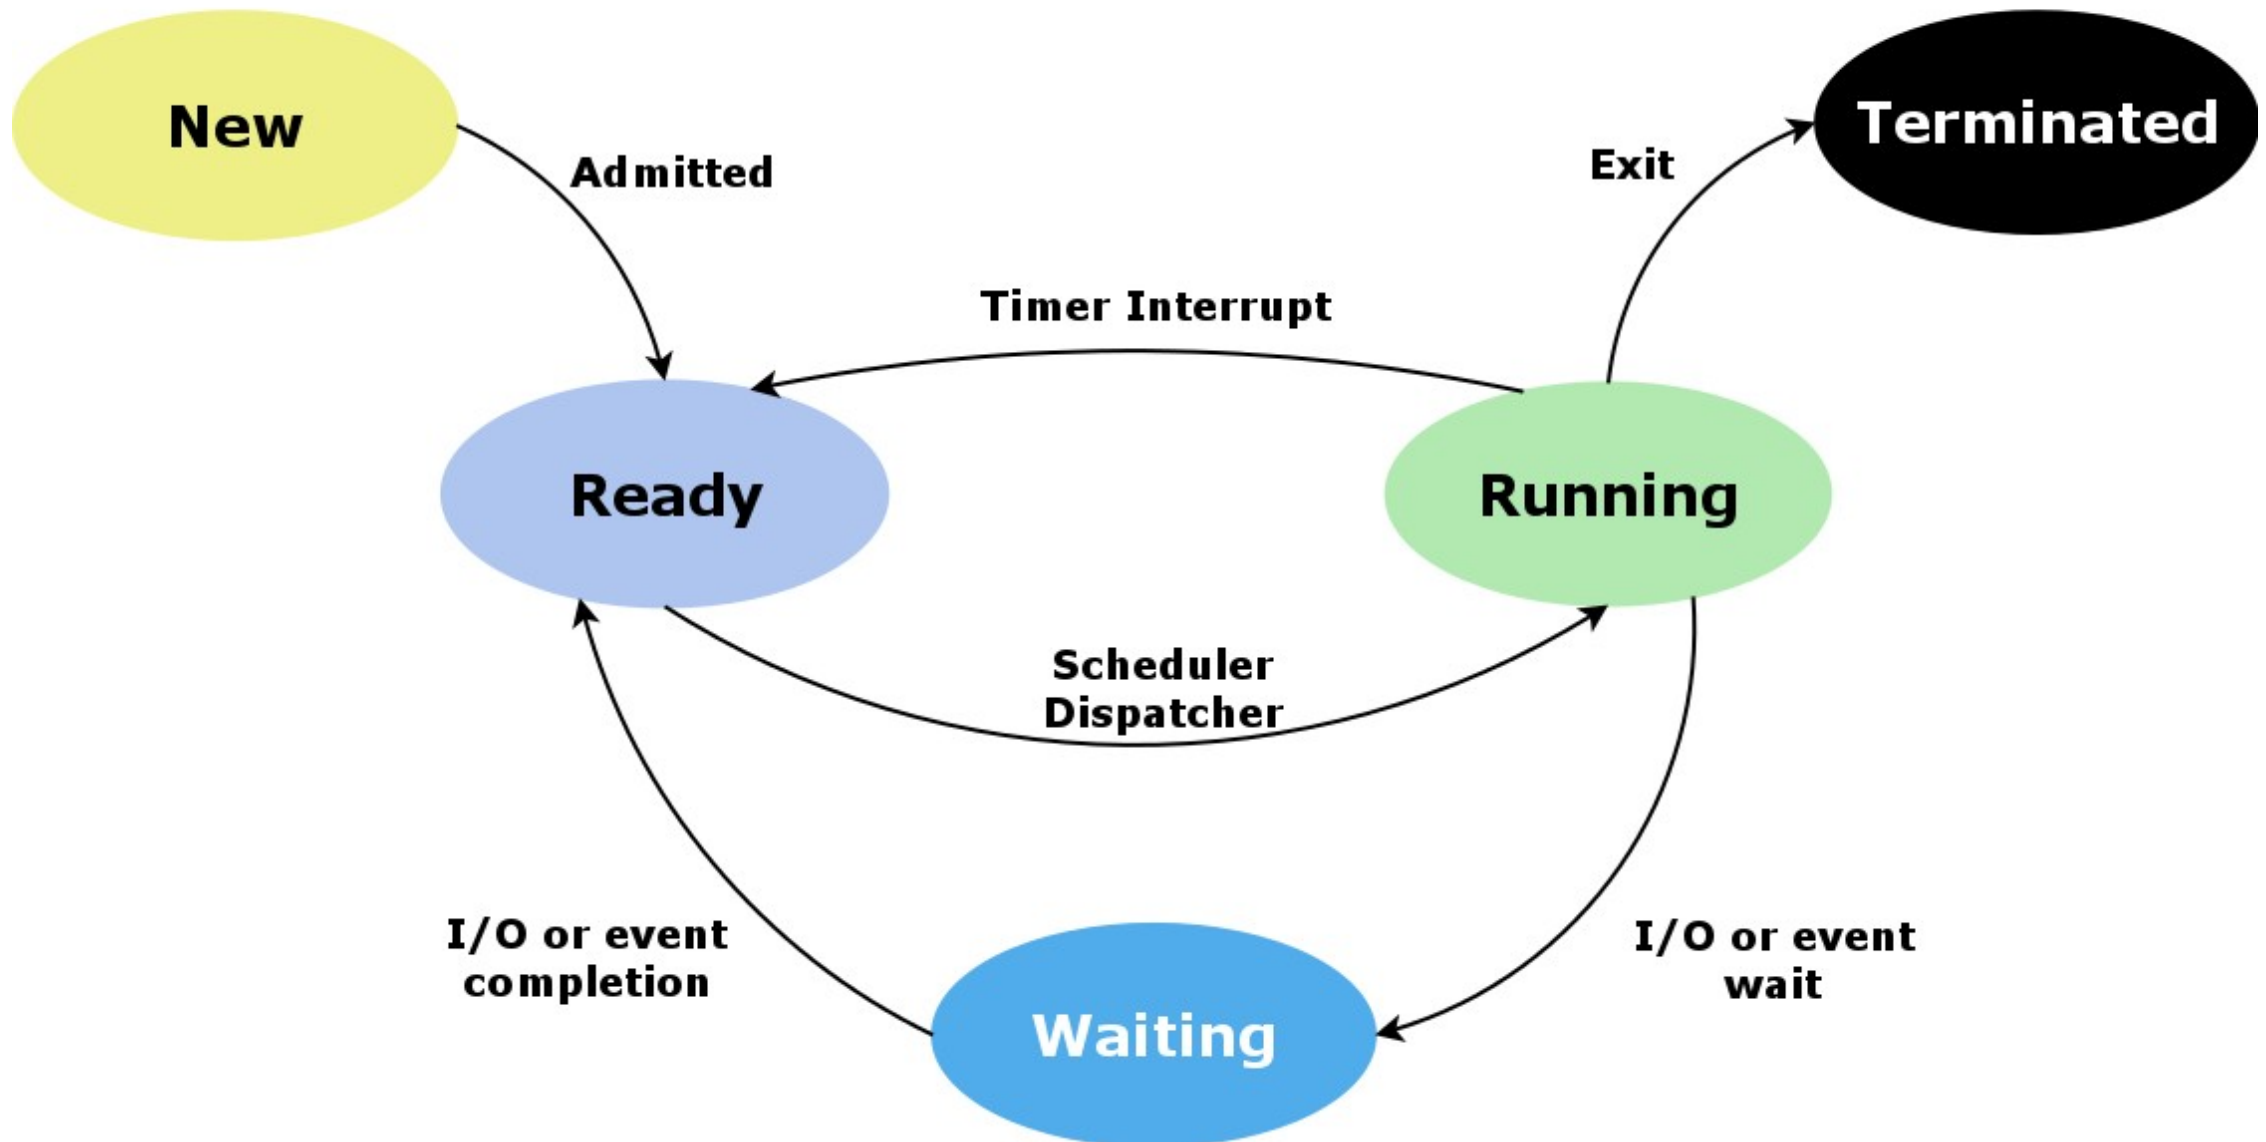 New
Terminated
Admitted
Exit
Timer Interrupt
Ready
Running
Scheduler
Dispatcher
I/O or event
completion
I/O or event
wait
Waiting